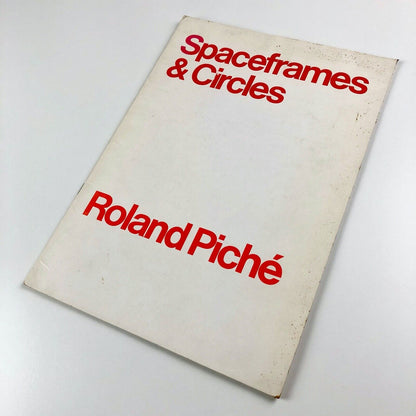 Spaceframes
& Circles
Roland Piché